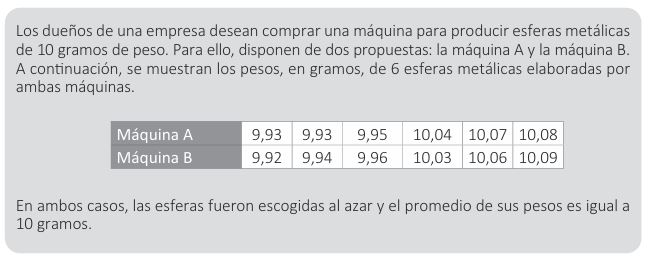 Los dueños de una empresa desean comprar una máquina para producir esferas metálicas
de 10 gramos de peso. Para ello, disponen de dos propuestas: la máquina A y la máquina B.
A continuación, se muestran los pesos, en gramos, de 6 esferas metálicas elaboradas por
ambas máquinas.
Máquina A 9,93 9,93 9,95 10,04 10,07 10,08
Máquina B 9,92 9,94 9,96 10,03 10,06 10,09
En ambos casos, las esferas fueron escogidas al azar y el promedio de sus pesos es igual a
10 gramos.